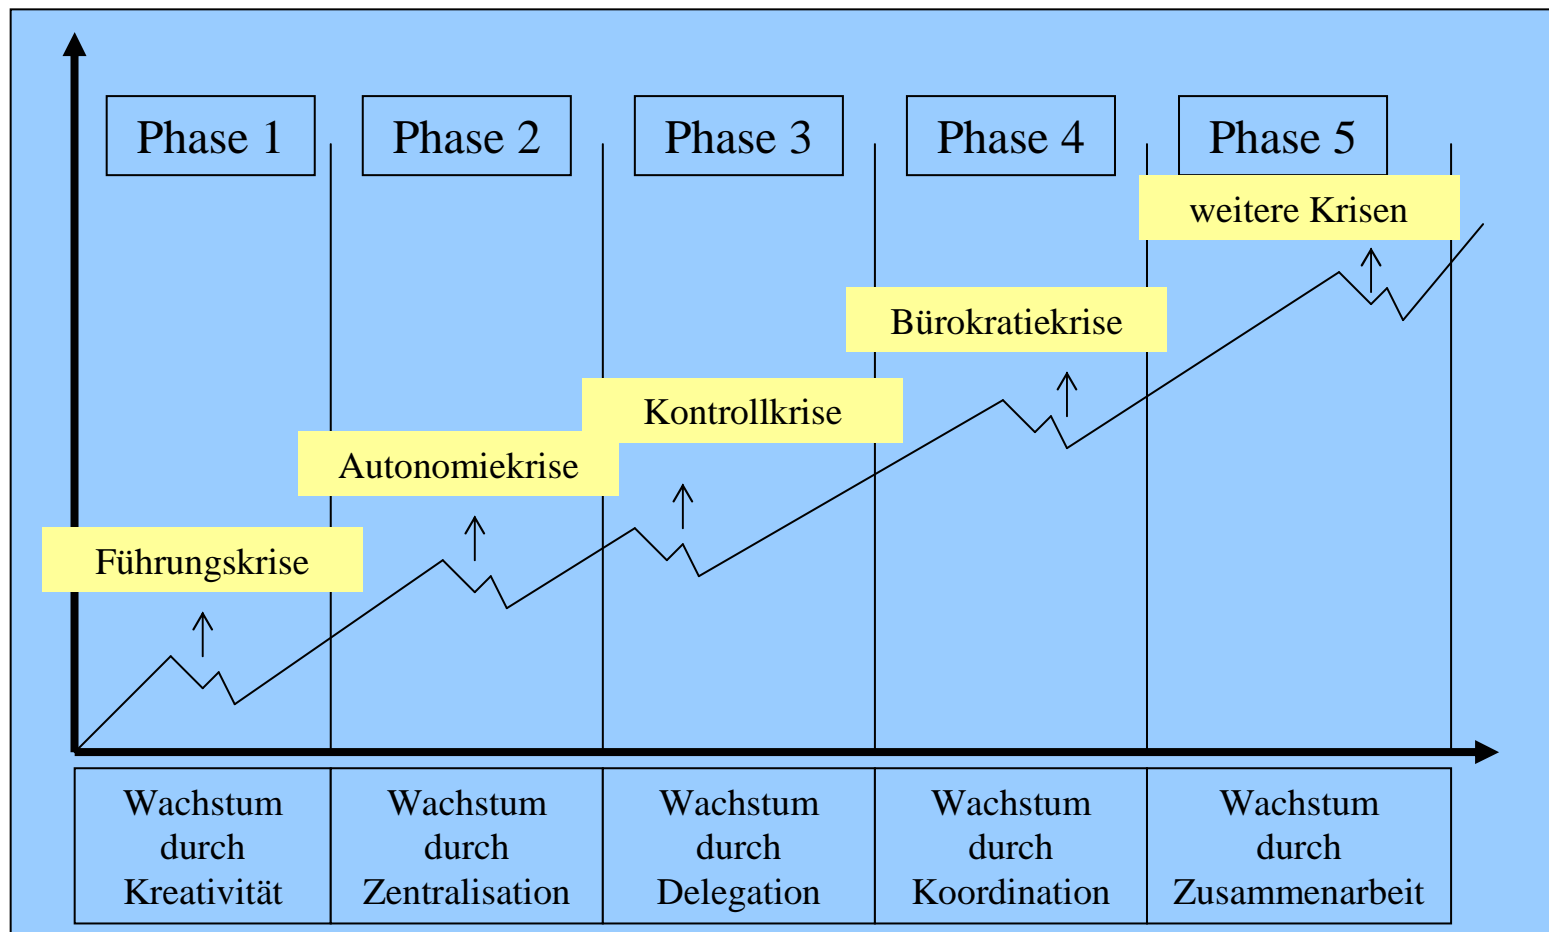 Phase 1
Phase 2
Phase 3
Phase 4
Phase 5
weitere Krisen
Bürokratiekrise
Kontrollkrise
Autonomiekrise
Führungskrise
Wachstum
durch
Kreativität
Wachstum
durch
Zentralisation
Wachstum
durch
Delegation
Wachstum
durch
Koordination
Wachstum
durch
Zusammenarbeit